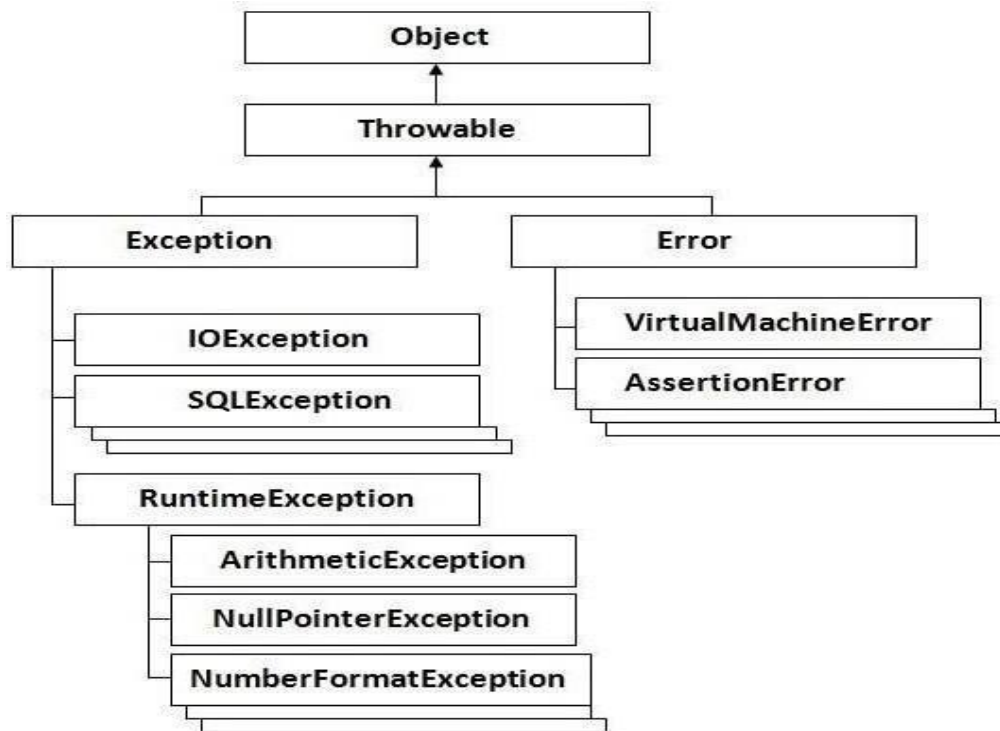 Object
Throwable
Exception
Error
IOException
SQLException
RuntimeException
ArithmeticException
NullPointerException
NumberFormatException
VirtualMachineError
AssertionError